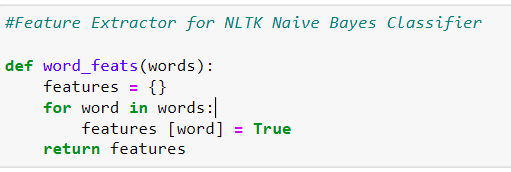 #Feature Extractor for NLTK Naive Bayes Classifier
def word_feats(words):
    features = {}
    for word in words:
        features [word] = True
    return features